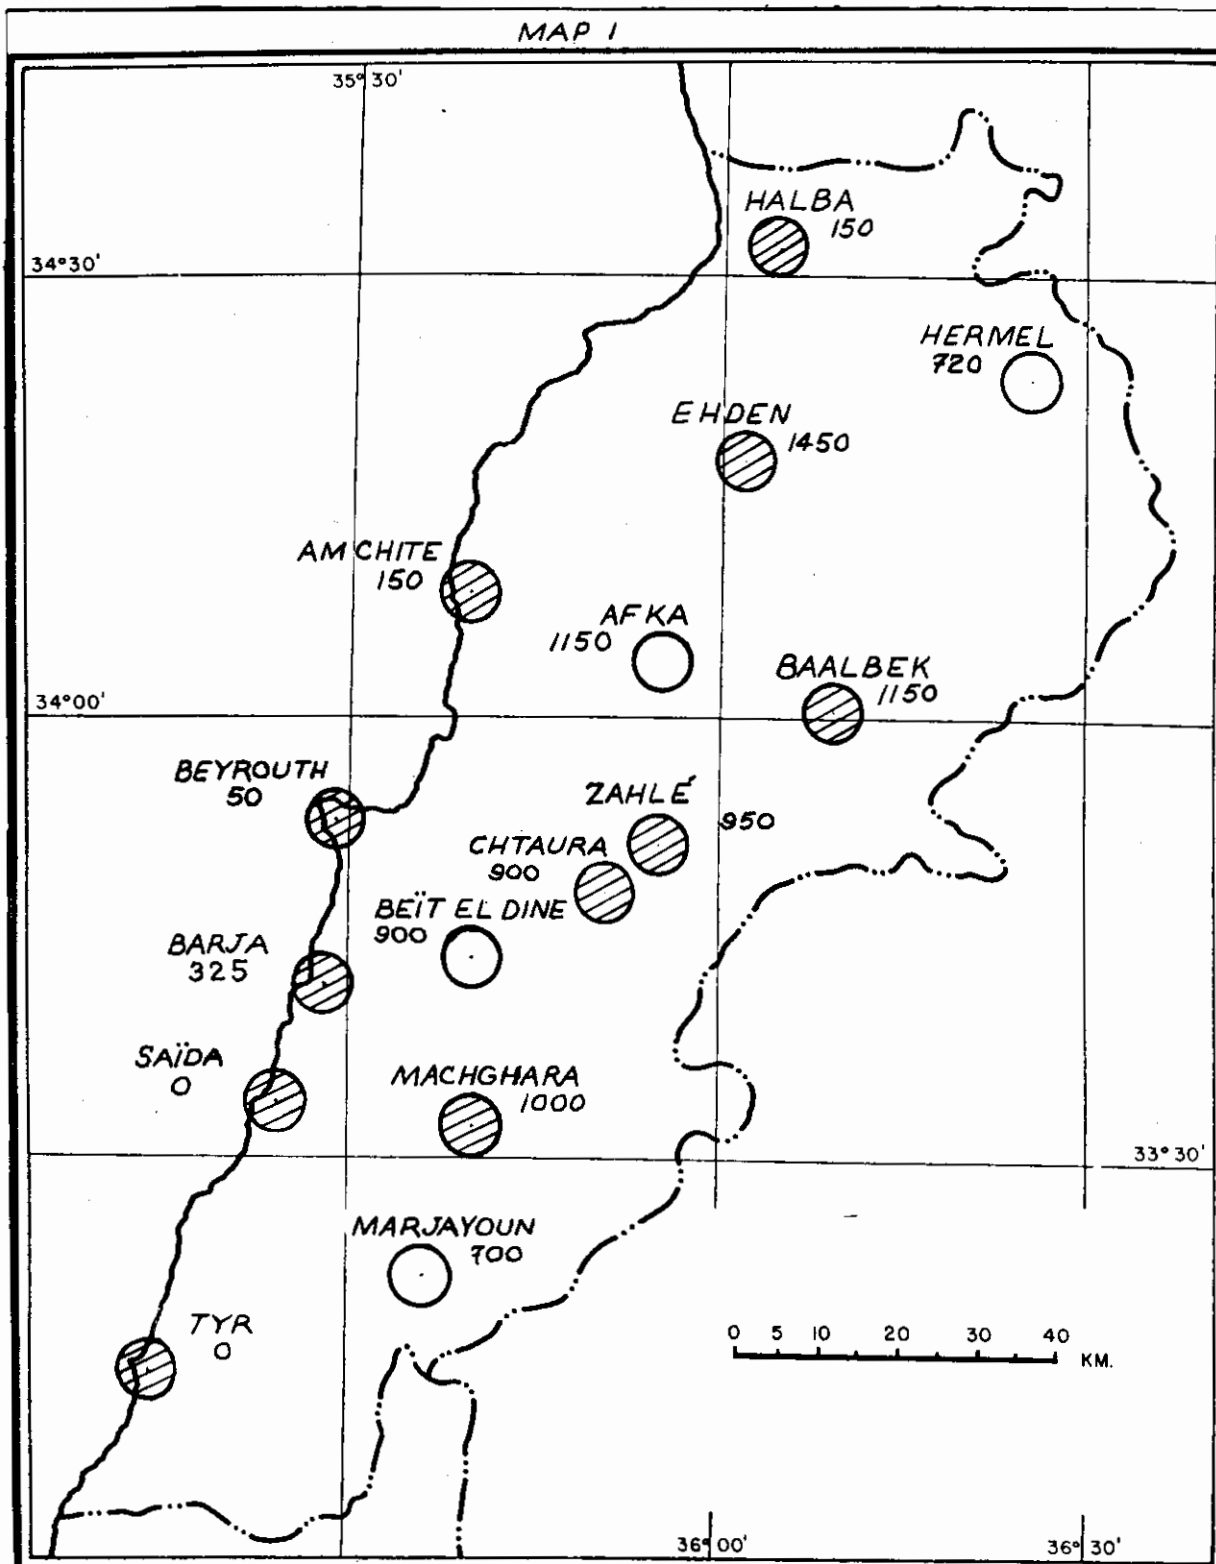 MAP 1
35°30'
HALBA
150
34°30'
HERMEL
720
EHDEN
1450
AMCHITE
150
AFKA
1150
BAALBEK
1150
34°00'
BEYROUTH
50
ZAHLÉ
950
CHTAURA
900
BEÏT EL DINE
900
BARJA
325
SAÏDA
0
MACHGHARA
1000
33°30'
MARJAYOUN
700
TYR
0
0 5 10 20 30 40
KM.
36°00'
36°30'